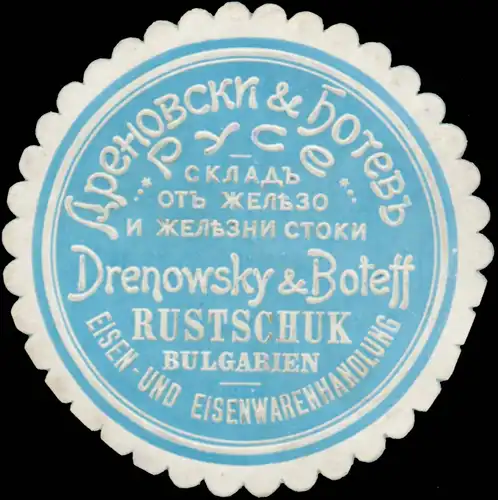 Дреновски & Ботевъ
РУСЕ
СКЛАДЪ
ОТЪ ЖЕЛѢЗО
И ЖЕЛѢЗНИ СТОКИ
Drenowsky & Boteff
RUSTSCHUK
BULGARIEN
EISEN- UND EISENWARENHANDLUNG